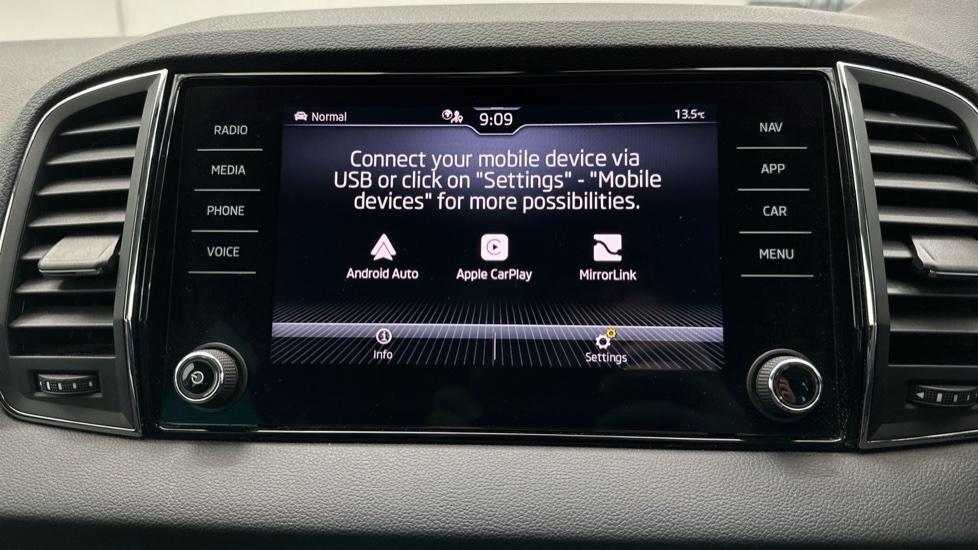 Normal
9:09
13.5°C
RADIO
MEDIA
PHONE
VOICE
Connect your mobile device via
USB or click on "Settings" - "Mobile
devices" for more possibilities.
Android Auto
Apple CarPlay
MirrorLink
Info
Settings
NAV
APP
CAR
MENU